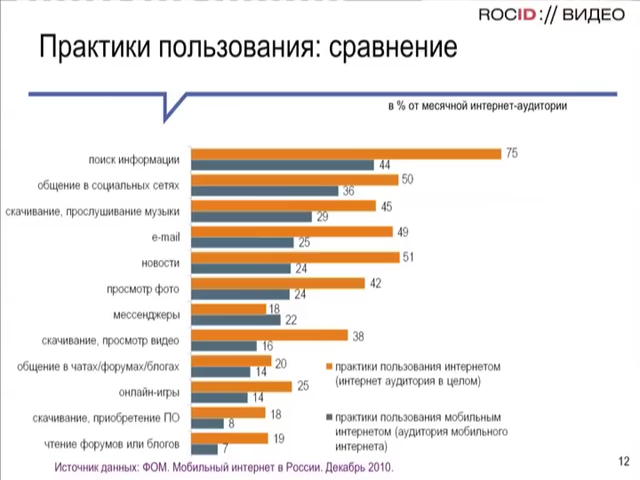 ROCID:// ВИДЕО
Практики пользования: сравнение
в % от месячной интернет-аудитории
поиск информации 75 44
общение в социальных сетях 50 36
скачивание, прослушивание музыки 45 29
e-mail 49 25
новости 51 24
просмотр фото 42 24
мессенджеры 18 22
скачивание, просмотр видео 38 16
общение в чатах/форумах/блогах 20 14
онлайн-игры 25 14
скачивание, приобретение ПО 18 8
чтение форумов или блогов 19 7
практики пользования интернетом
(интернет аудитория в целом)
практики пользования мобильным
интернетом (аудитория мобильного
интернета)
Источник данных: ФОМ. Мобильный интернет в России. Декабрь 2010.
12